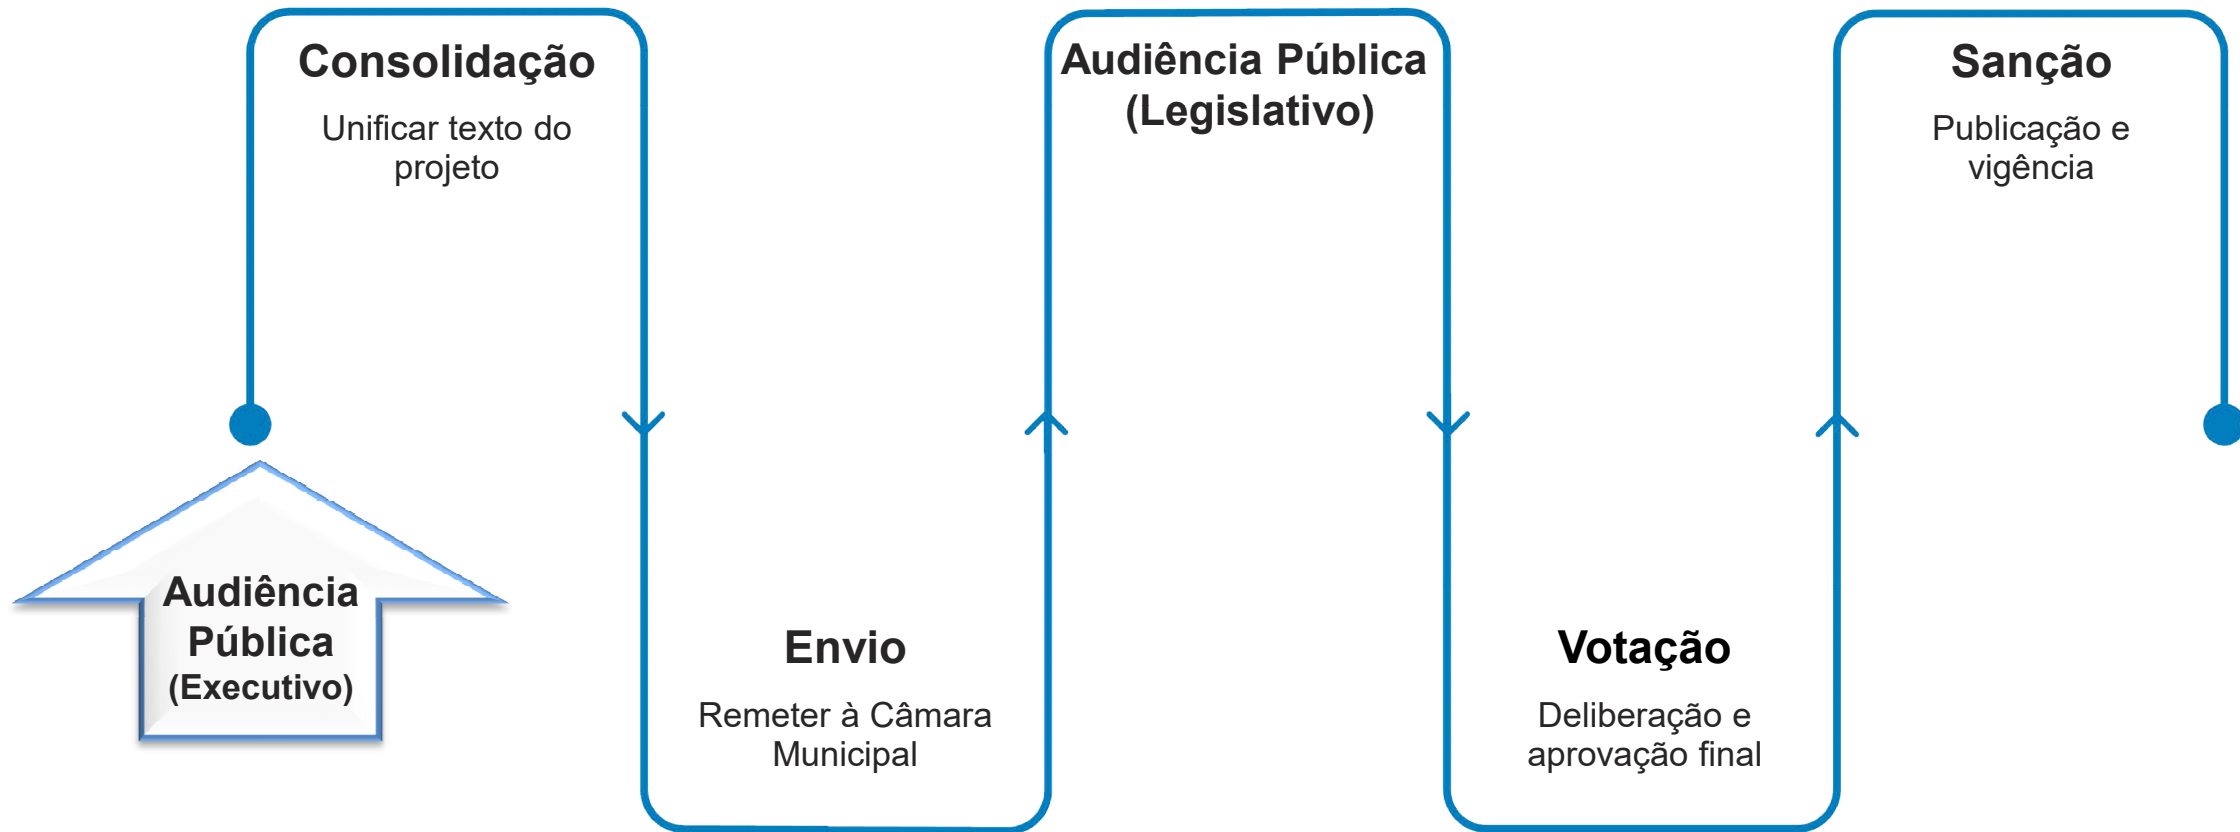 Audiência
Pública
(Executivo)
Consolidação
Unificar texto do
projeto
Envio
Remeter à Câmara
Municipal
Audiência Pública
(Legislativo)
Votação
Deliberação e
aprovação final
Sanção
Publicação e
vigência